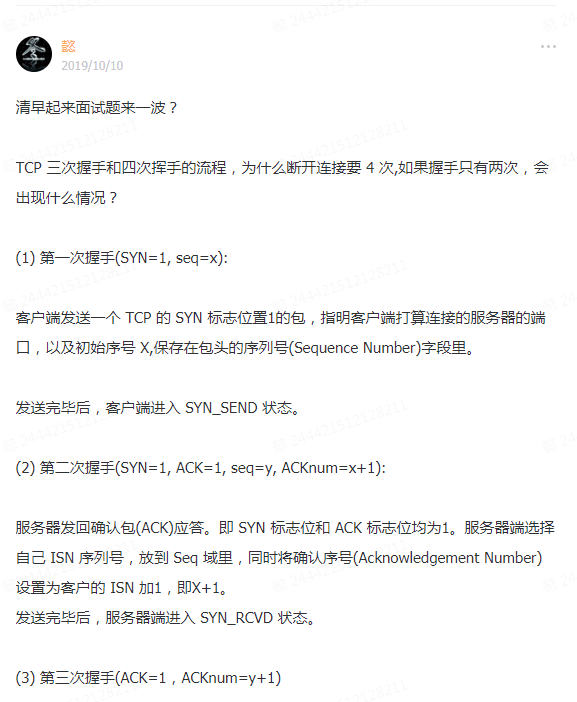 懿
2019/10/10
清早起来面试题来一波？
TCP 三次握手和四次挥手的流程，为什么断开连接要 4 次,如果握手只有两次，会
出现什么情况？
(1) 第一次握手(SYN=1, seq=x):
客户端发送一个 TCP 的 SYN 标志位置1的包，指明客户端打算连接的服务器的端
口，以及初始序号 X,保存在包头的序列号(Sequence Number)字段里。
发送完毕后，客户端进入 SYN_SEND 状态。
(2) 第二次握手(SYN=1, ACK=1, seq=y, ACKnum=x+1):
服务器发回确认包(ACK)应答。即 SYN 标志位和 ACK 标志位均为1。服务器端选择
自己 ISN 序列号，放到 Seq 域里，同时将确认序号(Acknowledgement Number)
设置为客户的 ISN 加1，即X+1。
发送完毕后，服务器端进入 SYN_RCVD 状态。
(3) 第三次握手(ACK=1，ACKnum=y+1)